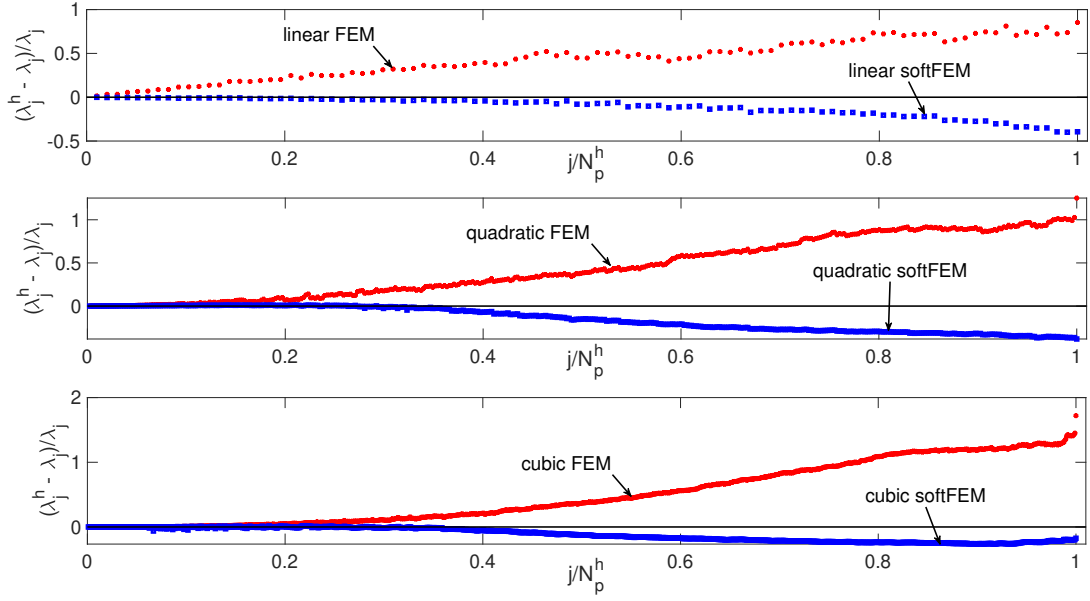 1
0.5
0
-0.5
(λ_j^h - λ_j)/λ_j
linear FEM
linear softFEM
0 0.2 0.4 0.6 0.8 1
j/N_p^h
1
0.5
0
(λ_j^h - λ_j)/λ_j
quadratic FEM
quadratic softFEM
0 0.2 0.4 0.6 0.8 1
j/N_p^h
2
1
0
(λ_j^h - λ_j)/λ_j
cubic FEM
cubic softFEM
0 0.2 0.4 0.6 0.8 1
j/N_p^h